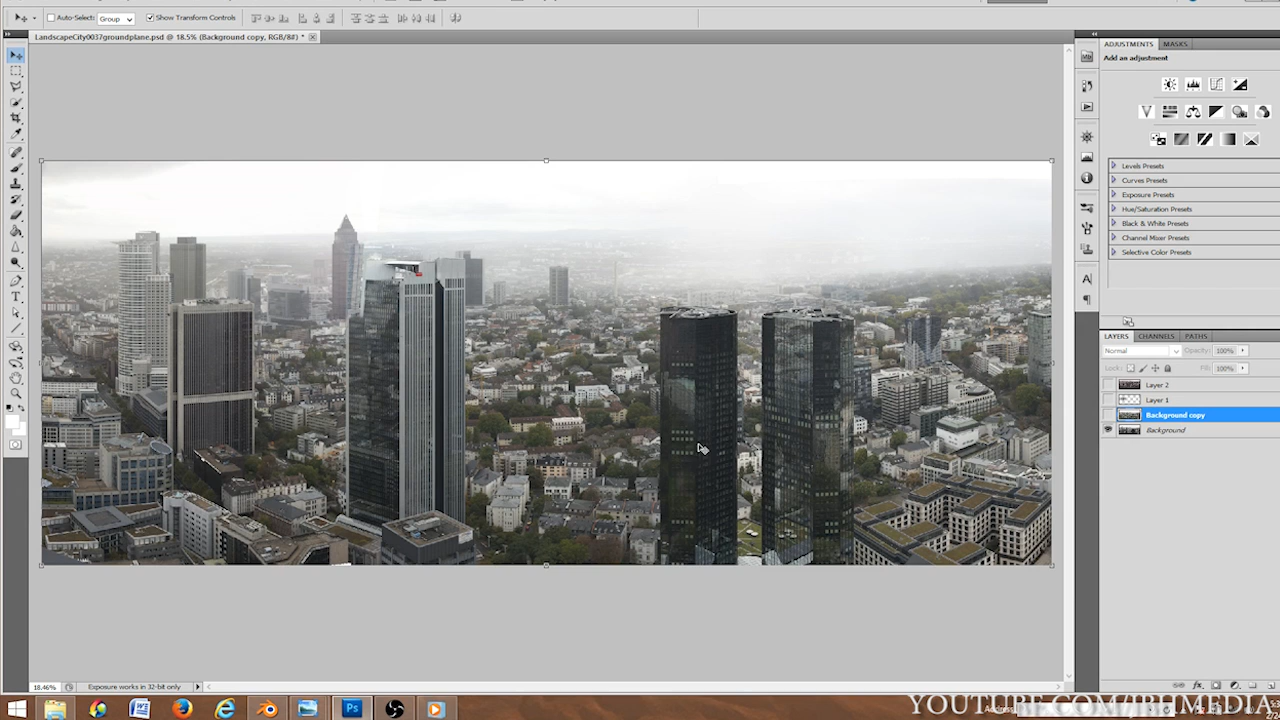 Auto-Select: Group Show Transform Controls
LandscapeCity0037groundplane.psd @ 18.5% (Background copy, RGB/8#) *
ADJUSTMENTS MASKS
Add an adjustment
Levels Presets
Curves Presets
Exposure Presets
Hue/Saturation Presets
Black & White Presets
Channel Mixer Presets
Selective Color Presets
LAYERS CHANNELS PATHS
Normal Opacity: 100%
Lock: Fill: 100%
Layer 2
Layer 1
Background copy
Background
18.46% Exposure works in 32-bit only
Ps